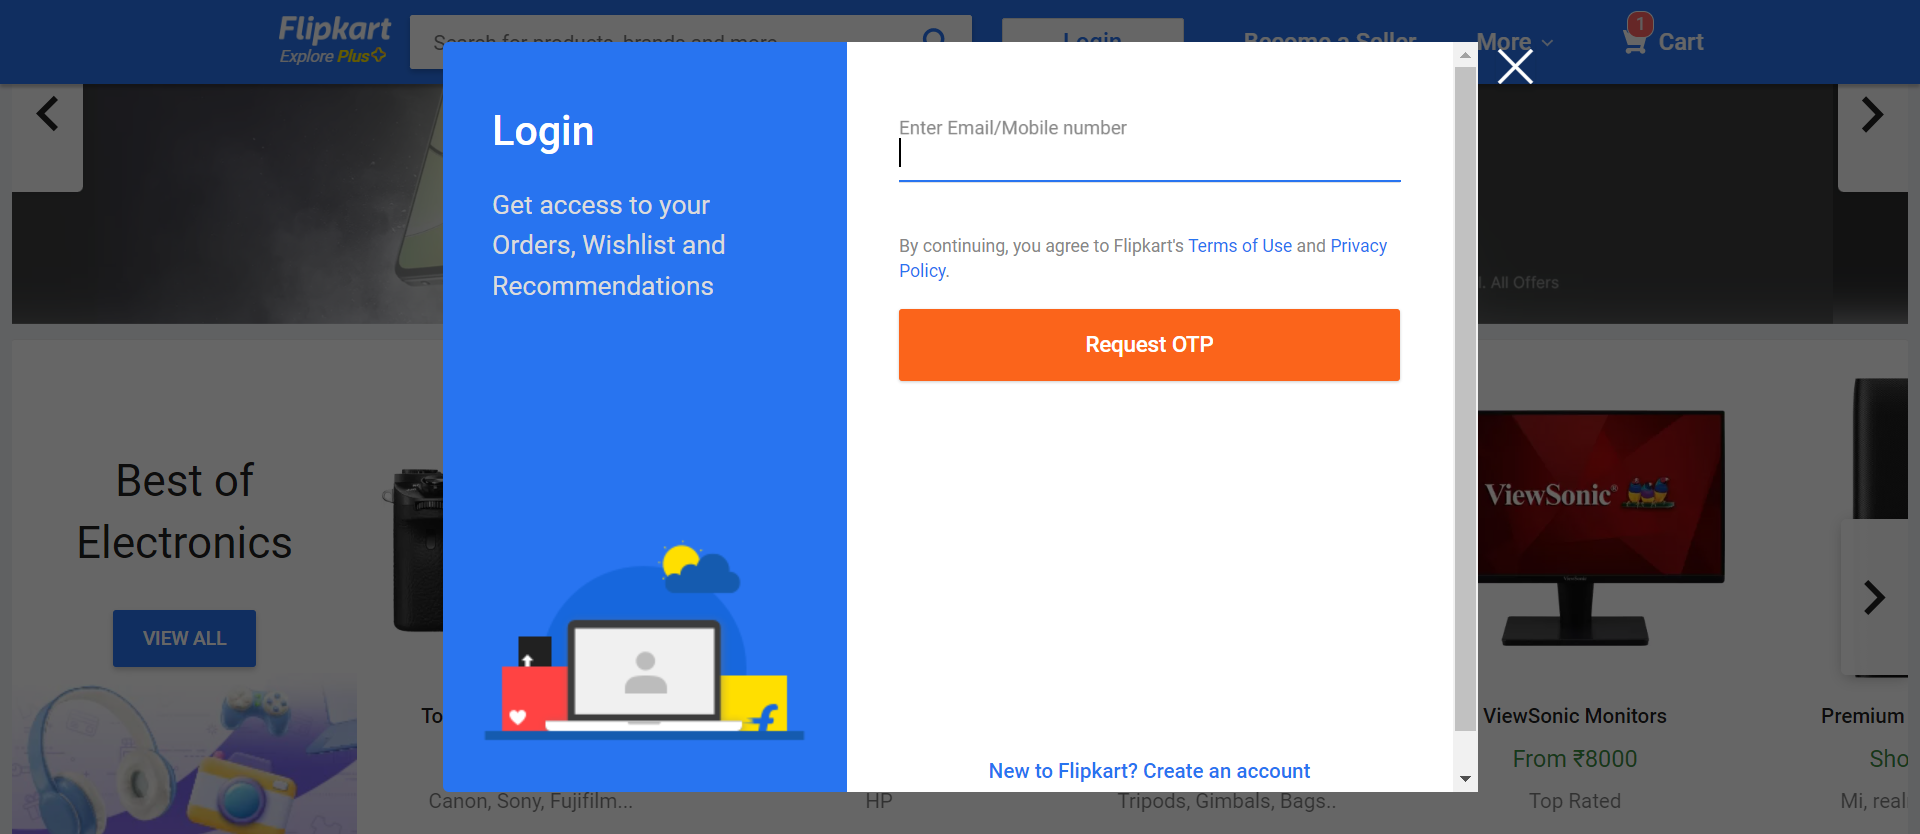 Flipkart
Explore Plus
Search for products, brands and more
Login
Become a Seller
More
1
Cart
Login
Get access to your
Orders, Wishlist and
Recommendations
Enter Email/Mobile number
By continuing, you agree to Flipkart's Terms of Use and Privacy
Policy.
Request OTP
New to Flipkart? Create an account
. All Offers
Best of
Electronics
VIEW ALL
ViewSonic
To
Canon, Sony, Fujifilm...
HP
Tripods, Gimbals, Bags..
ViewSonic Monitors
From ₹8000
Top Rated
Premium
Sho
Mi, real